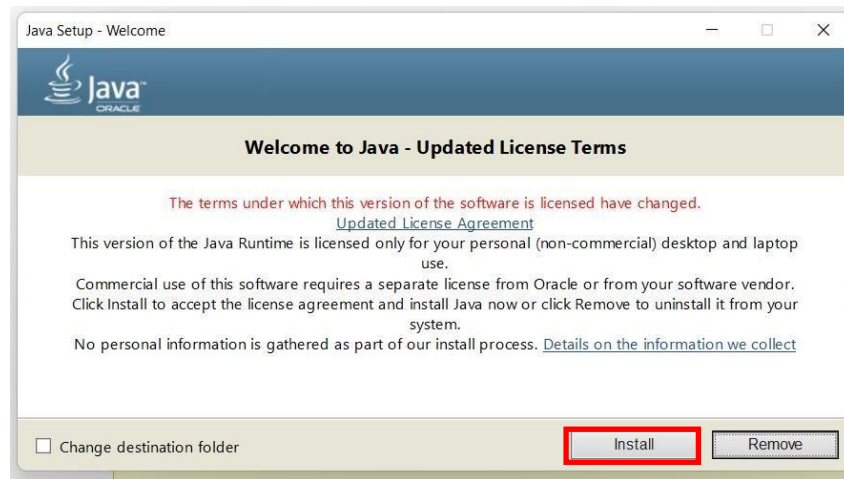 Java Setup - Welcome
Java™
ORACLE
Welcome to Java - Updated License Terms
The terms under which this version of the software is licensed have changed.
Updated License Agreement
This version of the Java Runtime is licensed only for your personal (non-commercial) desktop and laptop
use.
Commercial use of this software requires a separate license from Oracle or from your software vendor.
Click Install to accept the license agreement and install Java now or click Remove to uninstall it from your
system.
No personal information is gathered as part of our install process. Details on the information we collect
Change destination folder Install Remove